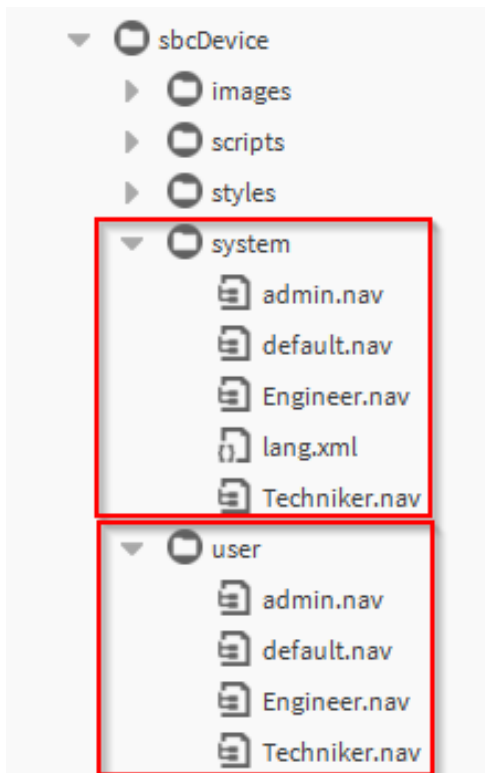 sbcDevice
images
scripts
styles
system
admin.nav
default.nav
Engineer.nav
lang.xml
Techniker.nav
user
admin.nav
default.nav
Engineer.nav
Techniker.nav